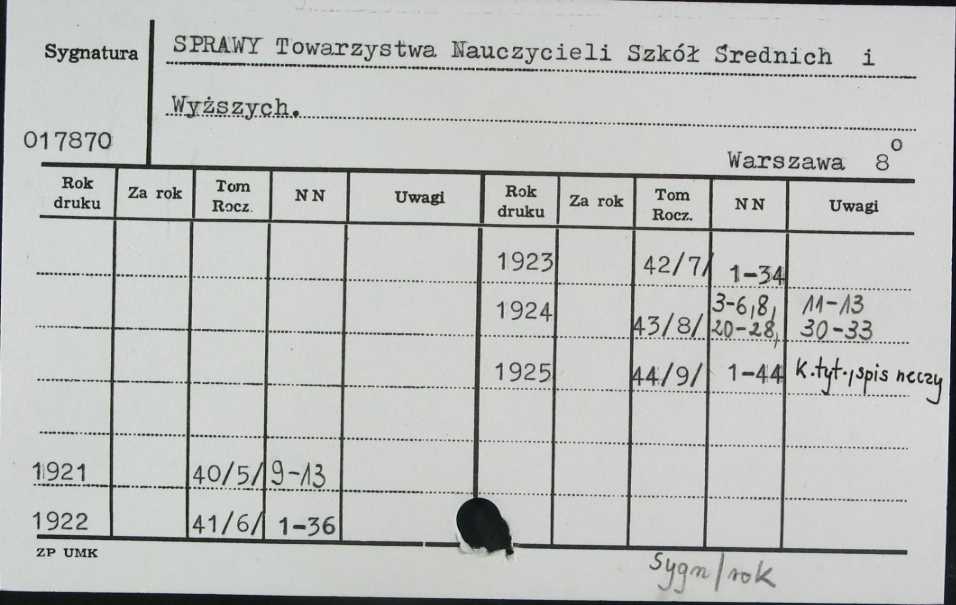 Sygnatura
SPRAWY Towarzystwa Nauczycieli Szkół Średnich i
Wyższych.
017870
Warszawa 8º
Rok druku Za rok Tom Rocz. NN Uwagi Rok druku Za rok Tom Rocz. NN Uwagi
1923 42/7/ 1-34
1924 43/8/ 3-6,8, 11-13
20-28, 30-33
1925 44/9/ 1-44 K.tyt., spis rzeczy
1921 40/5/ 9-13
1922 41/6/ 1-36
ZP UMK
sygn/rok